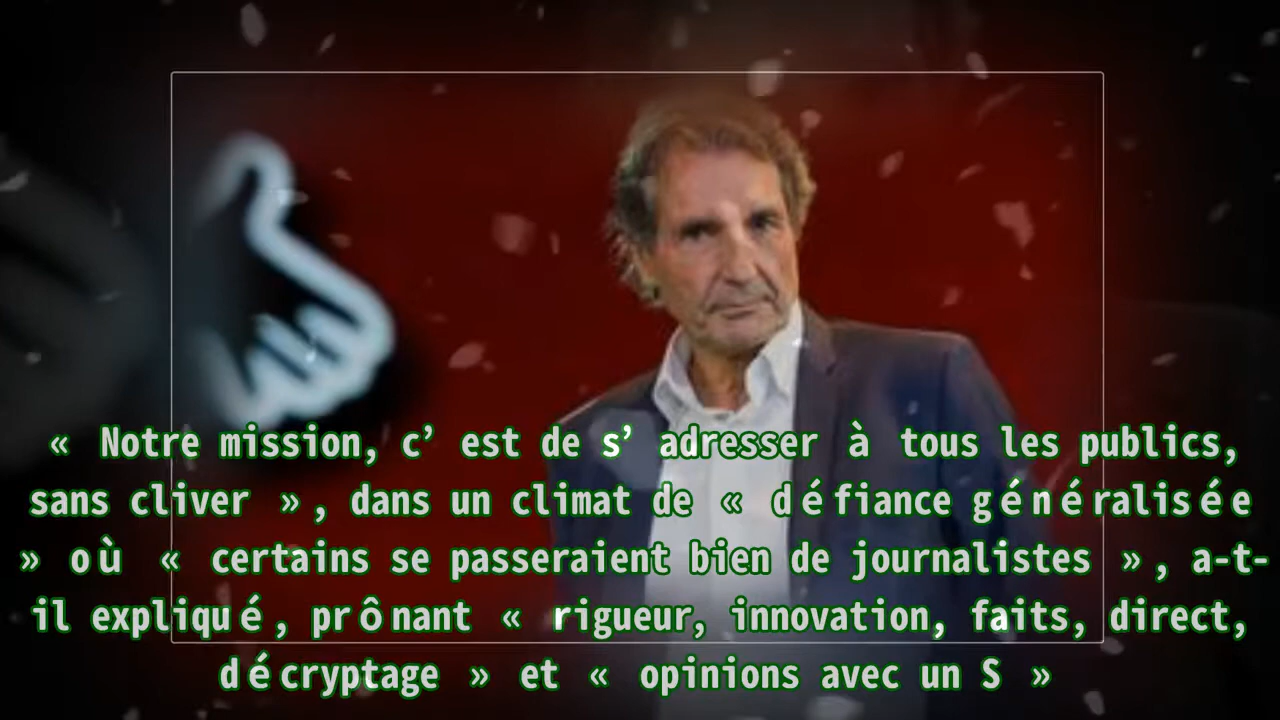 « Notre mission, c’ est de s’ adresser à tous les publics,
sans cliver », dans un climat de « défiance généralisée
» où « certains se passeraient bien de journalistes », a-t-
il expliqué, prônant « rigueur, innovation, faits, direct,
décryptage » et « opinions avec un S »